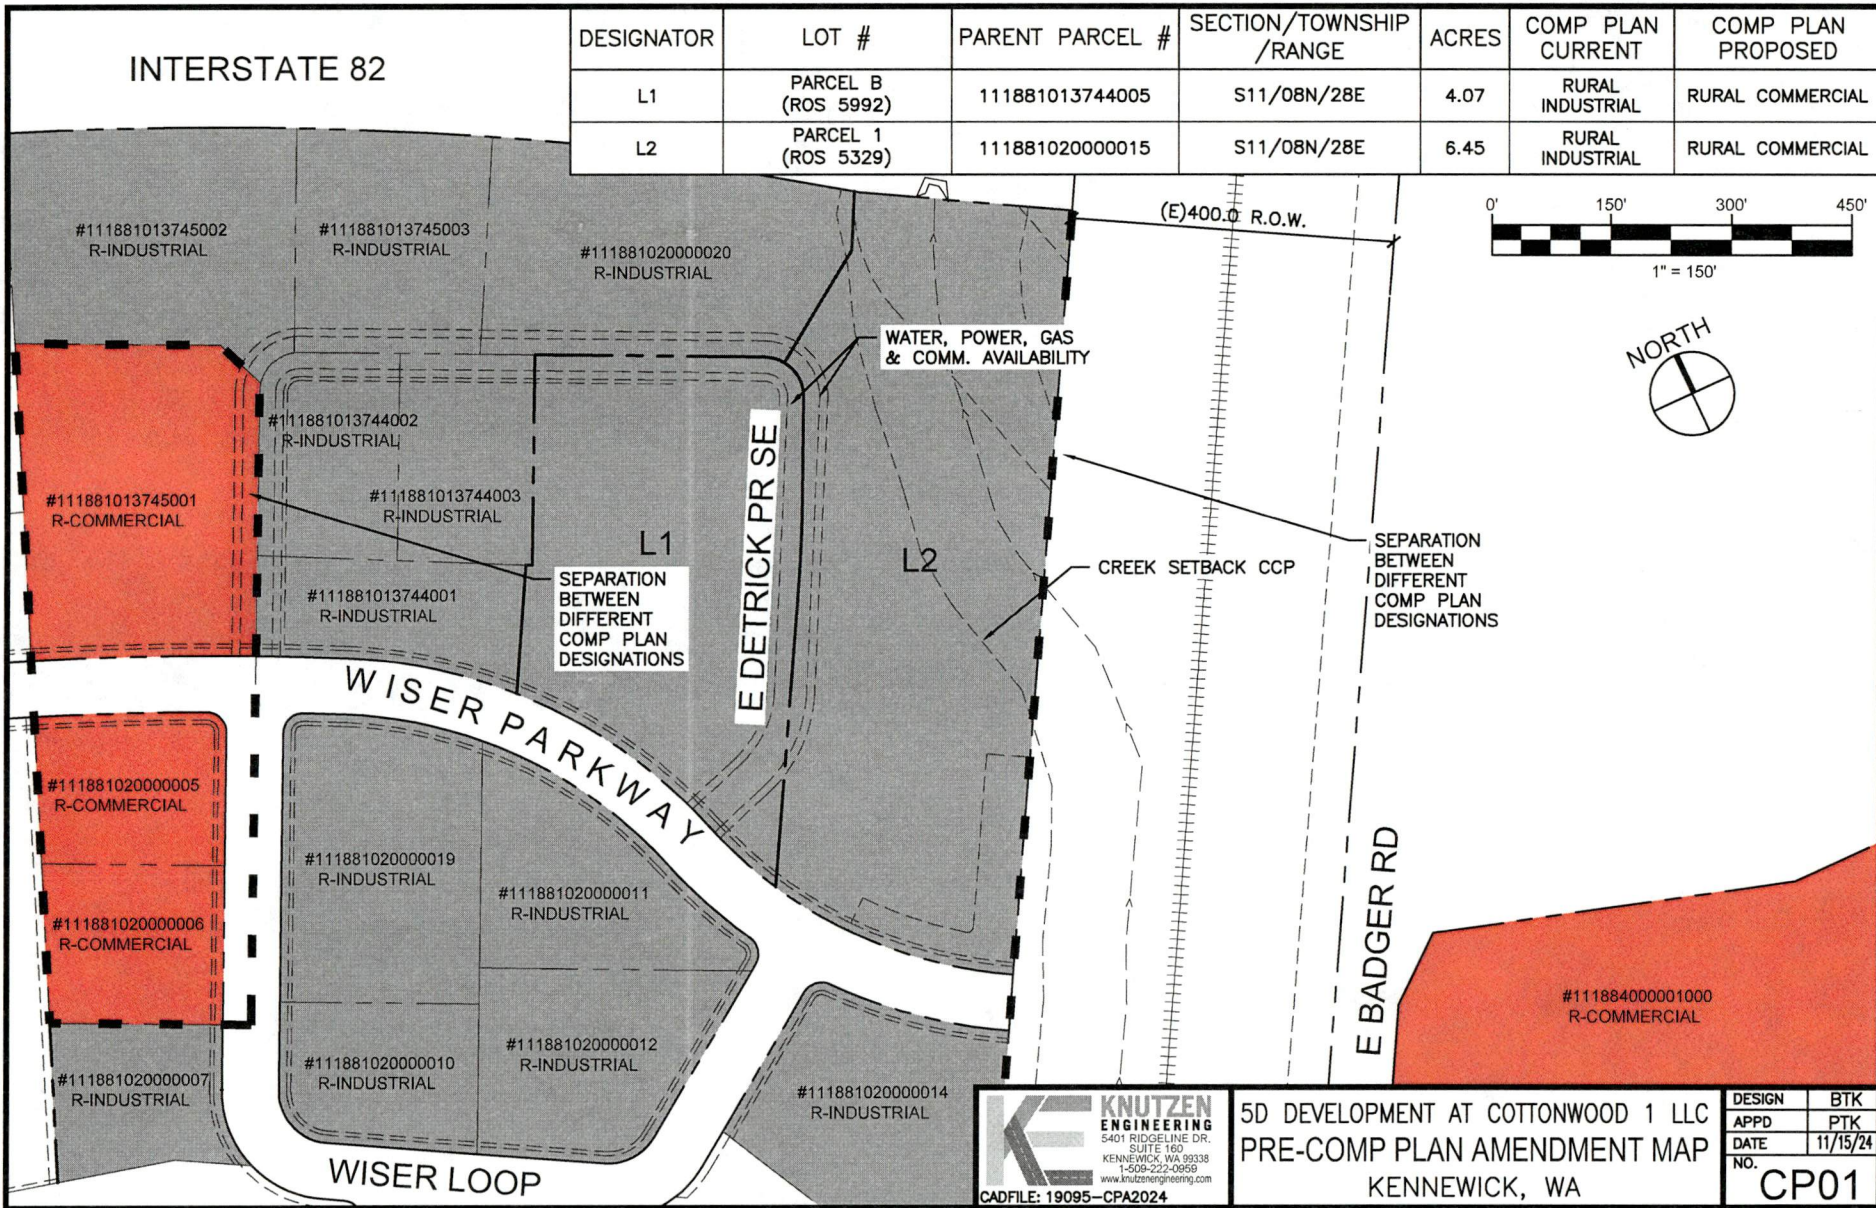 INTERSTATE 82
DESIGNATOR LOT # PARENT PARCEL # SECTION/TOWNSHIP /RANGE ACRES COMP PLAN CURRENT COMP PLAN PROPOSED
L1 PARCEL B (ROS 5992) 111881013744005 S11/08N/28E 4.07 RURAL INDUSTRIAL RURAL COMMERCIAL
L2 PARCEL 1 (ROS 5329) 111881020000015 S11/08N/28E 6.45 RURAL INDUSTRIAL RURAL COMMERCIAL
0' 150' 300' 450'
1" = 150'
NORTH
(E)400.0 R.O.W.
#111881013745002
R-INDUSTRIAL
#111881013745003
R-INDUSTRIAL
#111881020000020
R-INDUSTRIAL
WATER, POWER, GAS
& COMM. AVAILABILITY
#111881013744002
R-INDUSTRIAL
#111881013745001
R-COMMERCIAL
#111881013744003
R-INDUSTRIAL
L1
E DETRICK PR SE
L2
SEPARATION
BETWEEN
DIFFERENT
COMP PLAN
DESIGNATIONS
CREEK SETBACK CCP
SEPARATION
BETWEEN
DIFFERENT
COMP PLAN
DESIGNATIONS
#111881013744001
R-INDUSTRIAL
WISER PARKWAY
#111881020000005
R-COMMERCIAL
#111881020000019
R-INDUSTRIAL
#111881020000011
R-INDUSTRIAL
#111881020000006
R-COMMERCIAL
E BADGER RD
#111884000001000
R-COMMERCIAL
#111881020000007
R-INDUSTRIAL
#111881020000010
R-INDUSTRIAL
#111881020000012
R-INDUSTRIAL
#111881020000014
R-INDUSTRIAL
WISER LOOP
KE
KNUTZEN
ENGINEERING
5401 RIDGELINE DR.
SUITE 160
KENNEWICK, WA 99338
1-509-222-0959
www.knutzenengineering.com
CADFILE: 19095-CPA2024
5D DEVELOPMENT AT COTTONWOOD 1 LLC
PRE-COMP PLAN AMENDMENT MAP
KENNEWICK, WA
DESIGN BTK
APPD PTK
DATE 11/15/24
NO.
CP01